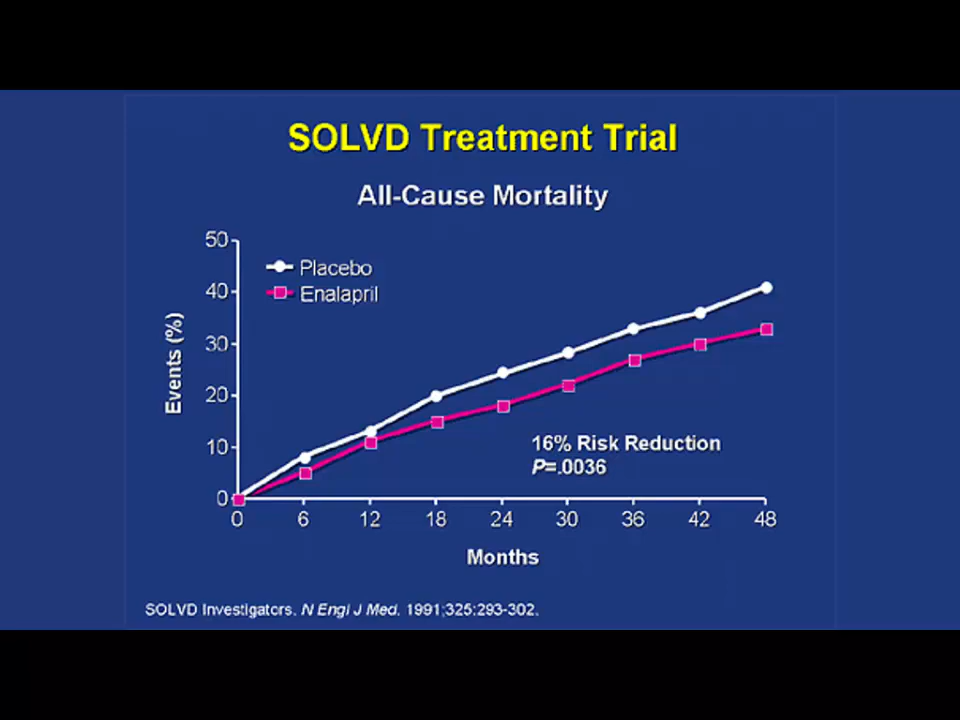 SOLVD Treatment Trial
All-Cause Mortality
50
Placebo
40
Enalapril
30
Events (%)
20
10
16% Risk Reduction
P=.0036
0
0 6 12 18 24 30 36 42 48
Months
SOLVD Investigators. N Engl J Med. 1991;325:293-302.